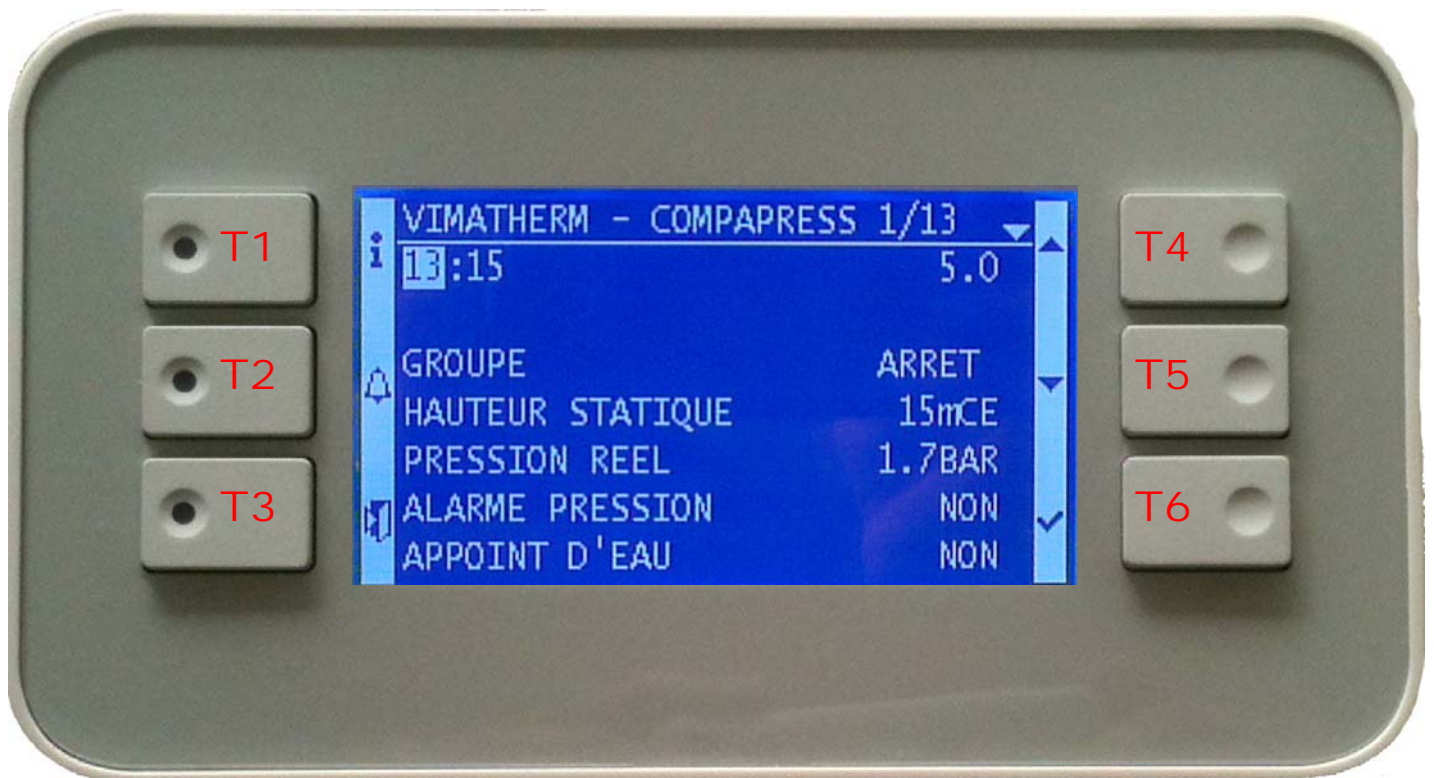 VIMATHERM - COMPAPRESS 1/13
13:15 5.0
GROUPE ARRET
HAUTEUR STATIQUE 15mCE
PRESSION REEL 1.7BAR
ALARME PRESSION NON
APPOINT D'EAU NON
T1
T2
T3
T4
T5
T6